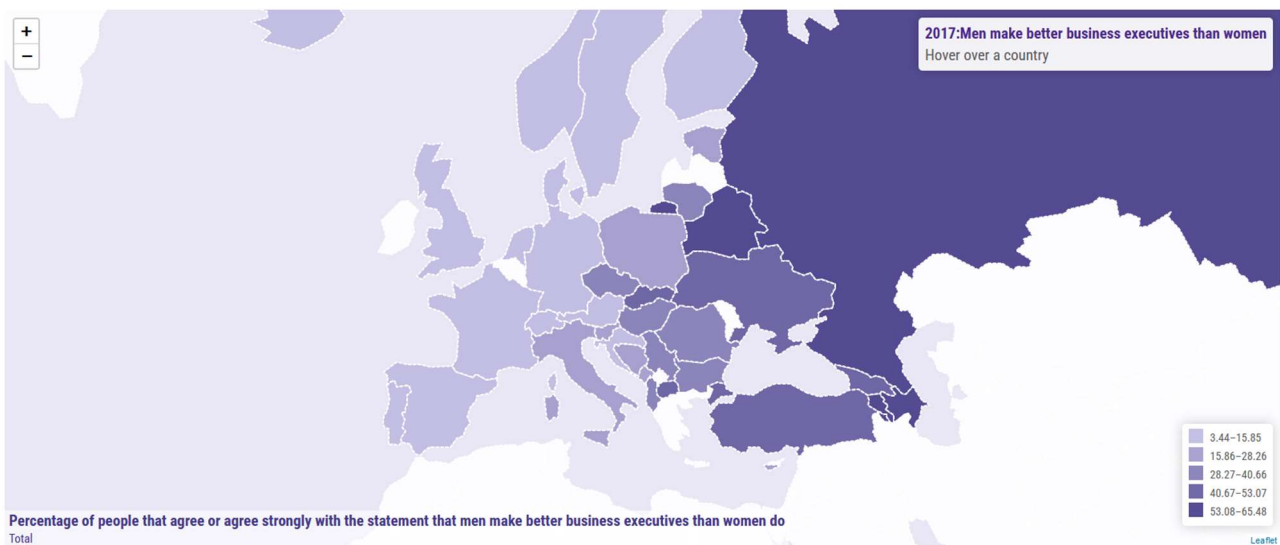 +
−
2017:Men make better business executives than women
Hover over a country
3.44–15.85
15.86–28.26
28.27–40.66
40.67–53.07
53.08–65.48
Percentage of people that agree or agree strongly with the statement that men make better business executives than women do
Total
Leaflet